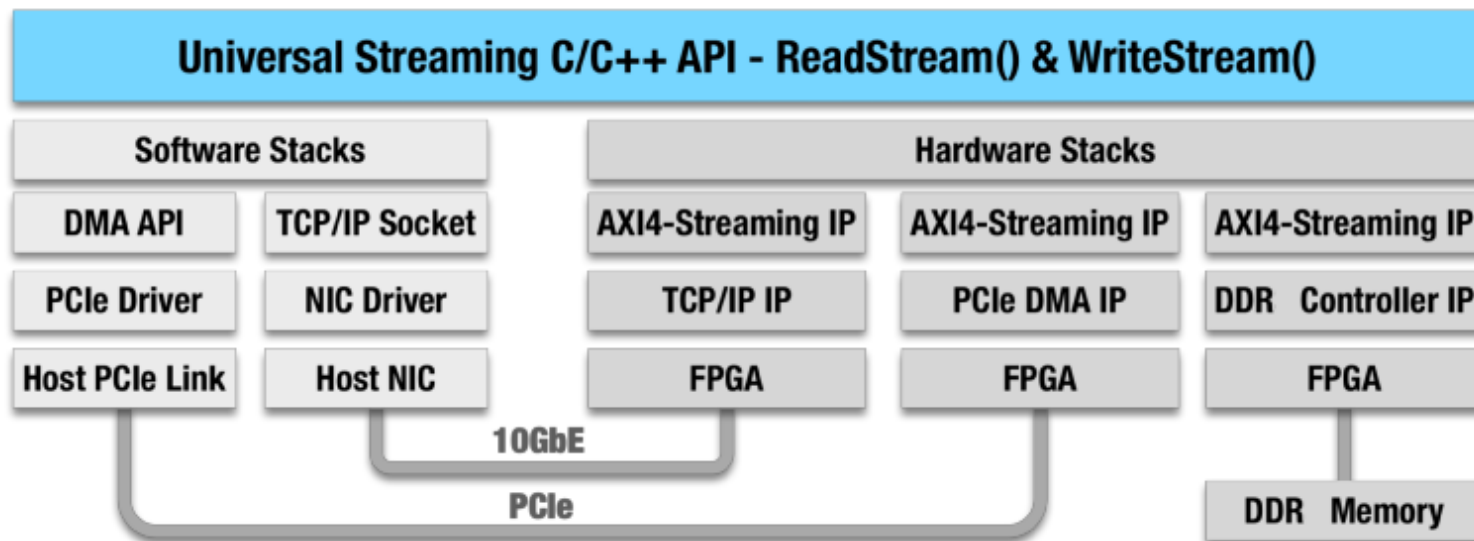 Universal Streaming C/C++ API - ReadStream() & WriteStream()
Software Stacks
Hardware Stacks
DMA API
TCP/IP Socket
AXI4-Streaming IP
AXI4-Streaming IP
AXI4-Streaming IP
PCIe Driver
NIC Driver
TCP/IP IP
PCIe DMA IP
DDR Controller IP
Host PCIe Link
Host NIC
FPGA
FPGA
FPGA
10GbE
PCIe
DDR Memory